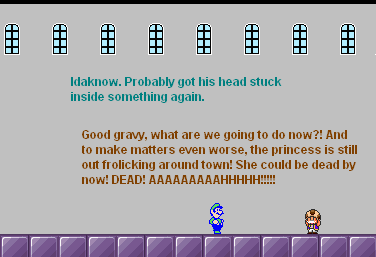 Idaknow. Probably got his head stuck
inside something again.
Good gravy, what are we going to do now?! And
to make matters even worse, the princess is still
out frolicking around town! She could be dead by
now! DEAD! AAAAAAAAAHHHHH!!!!!